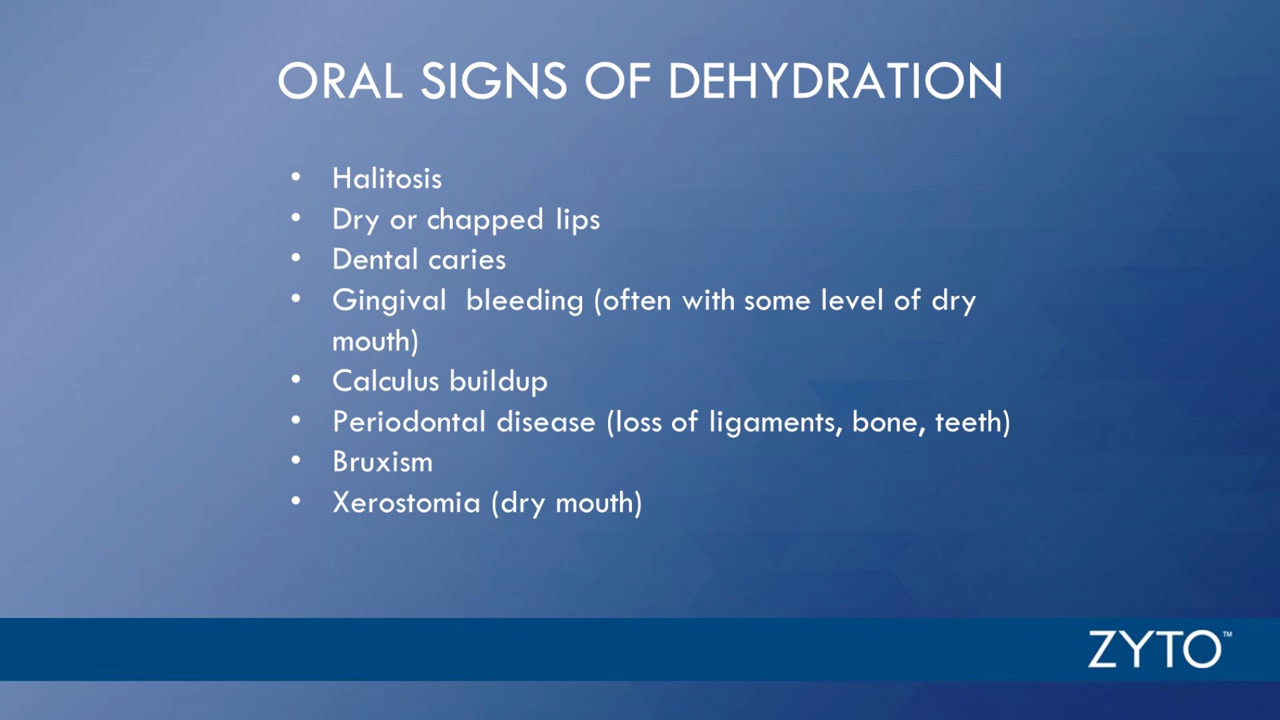 ORAL SIGNS OF DEHYDRATION
• Halitosis
• Dry or chapped lips
• Dental caries
• Gingival  bleeding (often with some level of dry
mouth)
• Calculus buildup
• Periodontal disease (loss of ligaments, bone, teeth)
• Bruxism
• Xerostomia (dry mouth)
ZYTO™